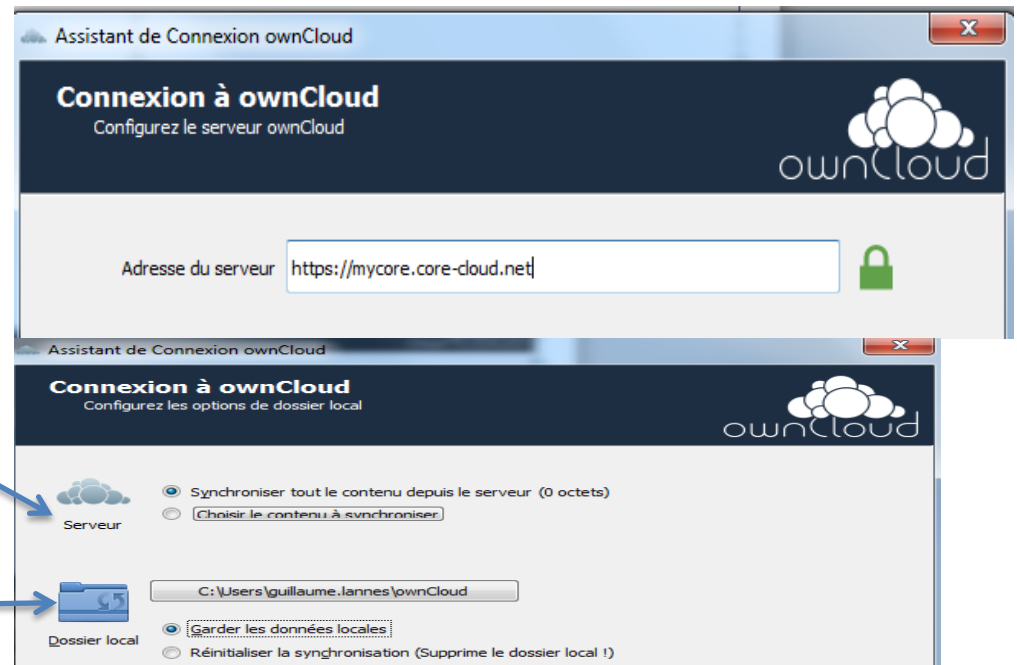 Assistant de Connexion ownCloud
x
Connexion à ownCloud
Configurez le serveur ownCloud
ownCloud
Adresse du serveur https://mycore.core-cloud.net
Assistant de Connexion ownCloud
x
Connexion à ownCloud
Configurez les options de dossier local
ownCloud
Synchroniser tout le contenu depuis le serveur (0 octets)
Choisir le contenu à synchroniser
Serveur
C:\Users\guillaume.lannes\ownCloud
Garder les données locales
Dossier local
Réinitialiser la synchronisation (Supprime le dossier local !)